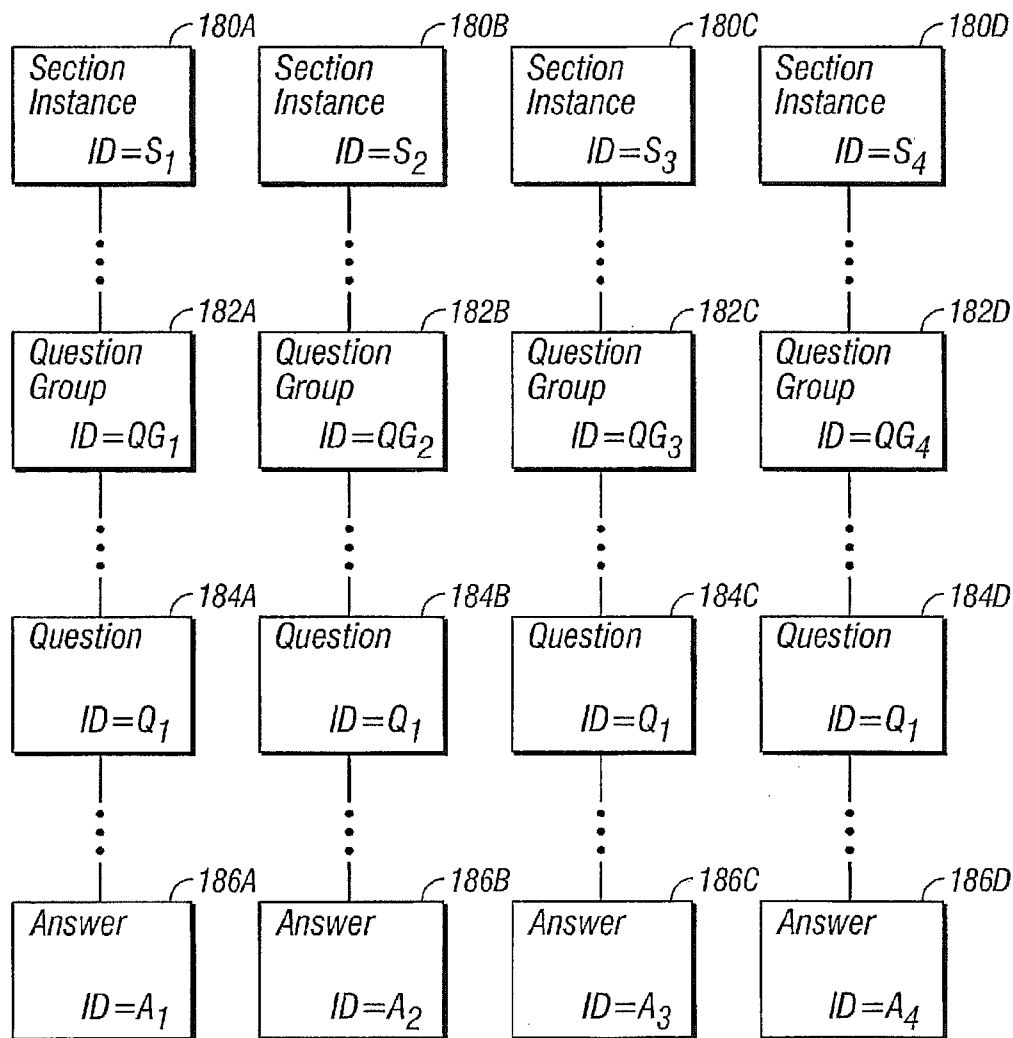 180A 180B 180C 180D
Section Section Section Section
Instance Instance Instance Instance
ID=S1 ID=S2 ID=S3 ID=S4
182A 182B 182C 182D
Question Question Question Question
Group Group Group Group
ID=QG1 ID=QG2 ID=QG3 ID=QG4
184A 184B 184C 184D
Question Question Question Question
ID=Q1 ID=Q1 ID=Q1 ID=Q1
186A 186B 186C 186D
Answer Answer Answer Answer
ID=A1 ID=A2 ID=A3 ID=A4